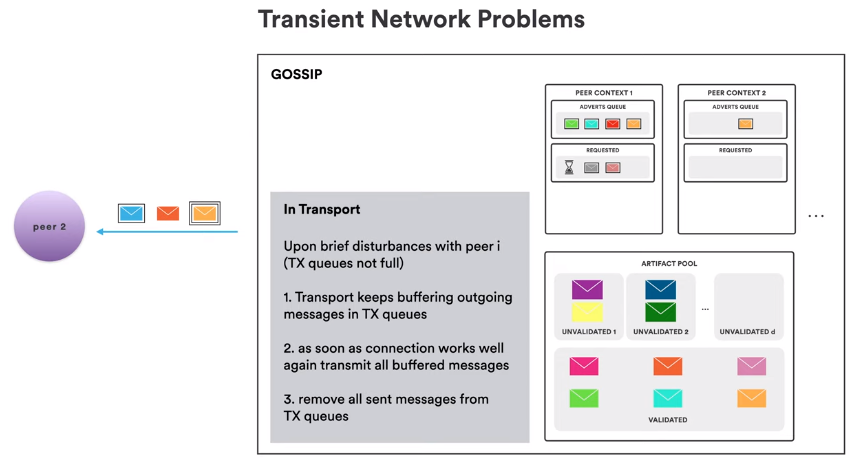 Transient Network Problems
GOSSIP
PEER CONTEXT 1
ADVERTS QUEUE
REQUESTED
PEER CONTEXT 2
ADVERTS QUEUE
REQUESTED
...
peer 2
In Transport
Upon brief disturbances with peer i
(TX queues not full)
1. Transport keeps buffering outgoing
messages in TX queues
2. as soon as connection works well
again transmit all buffered messages
3. remove all sent messages from
TX queues
ARTIFACT POOL
UNVALIDATED 1
UNVALIDATED 2
...
UNVALIDATED d
VALIDATED